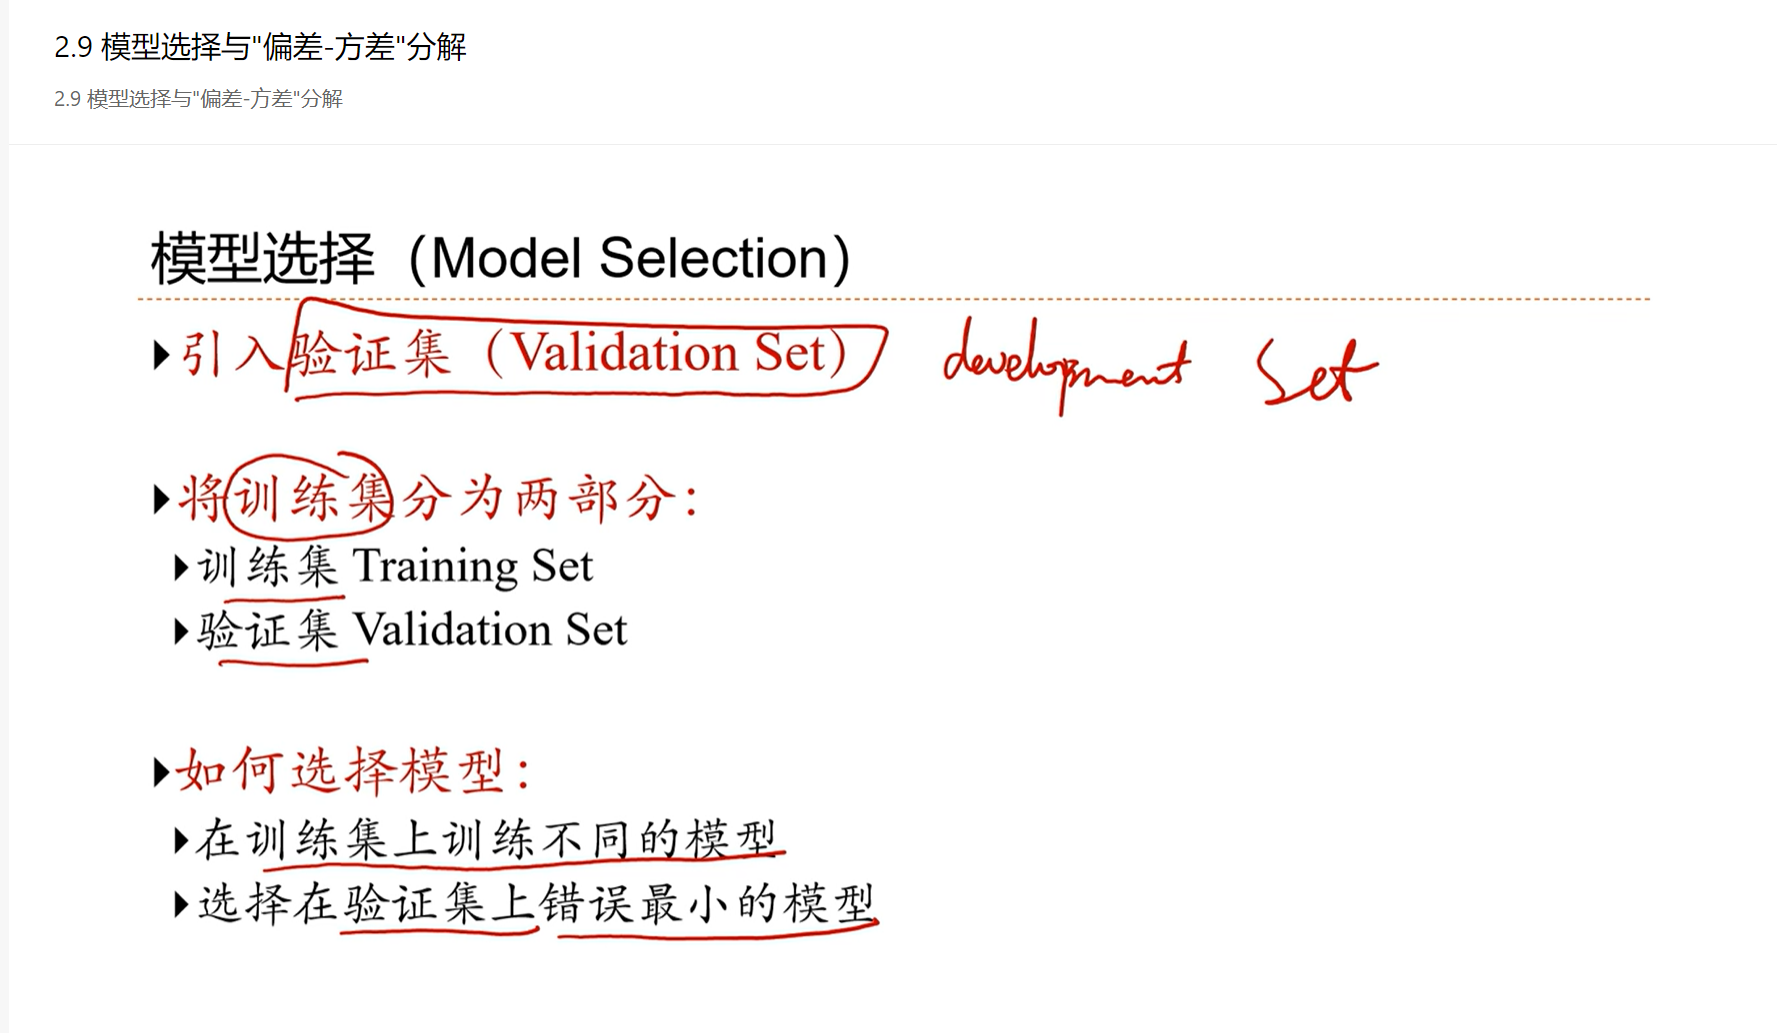 2.9 模型选择与"偏差-方差"分解
2.9 模型选择与"偏差-方差"分解
模型选择（Model Selection）
引入验证集（Validation Set） development Set
将训练集分为两部分：
训练集 Training Set
验证集 Validation Set
如何选择模型：
在训练集上训练不同的模型
选择在验证集上错误最小的模型